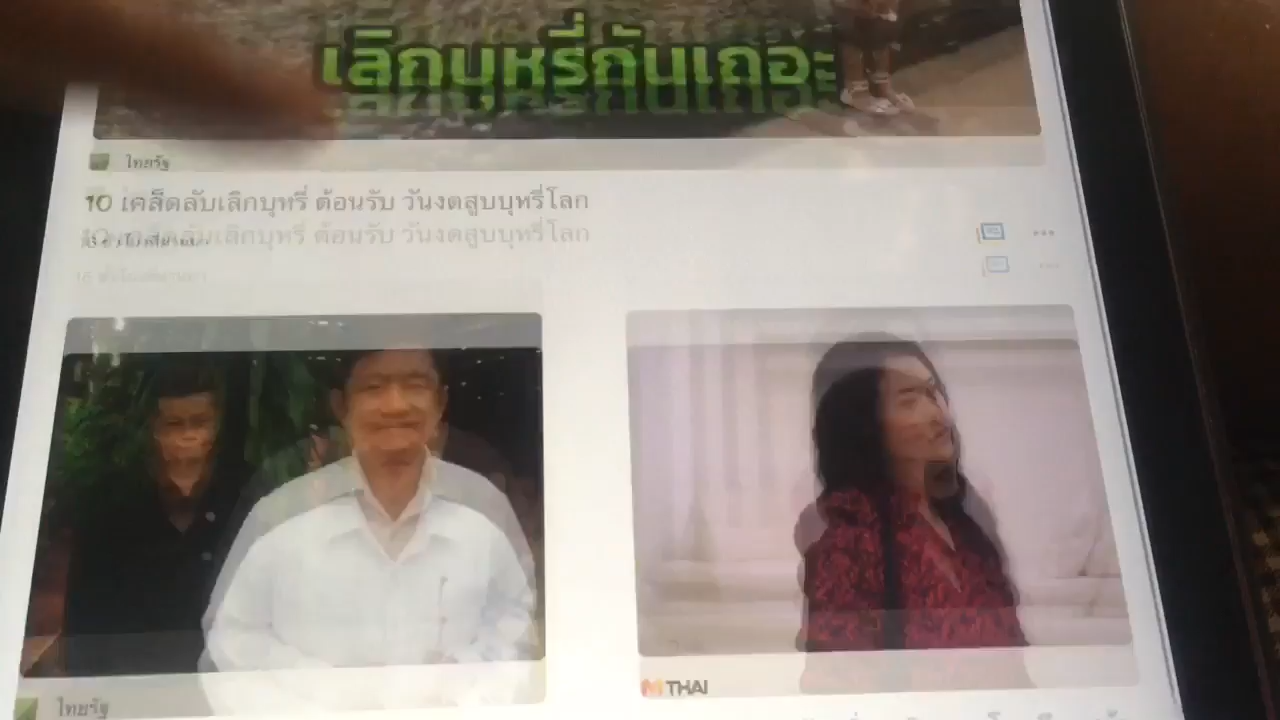 เลิกบุหรี่กันเถอะ
ไทยรัฐ
10 เคล็ดลับเลิกบุหรี่ ต้อนรับ วันงดสูบบุหรี่โลก
ไทยรัฐ
MTHAI